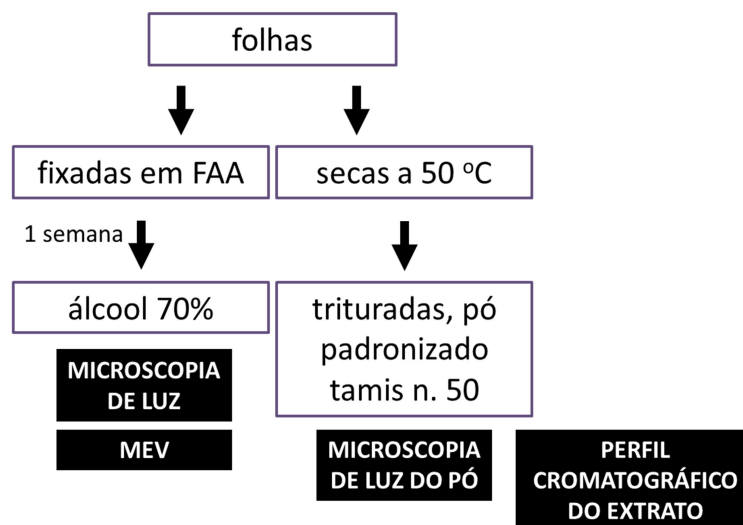 folhas
fixadas em FAA
secas a 50 °C
1 semana
álcool 70%
trituradas, pó
padronizado
tamis n. 50
MICROSCOPIA
DE LUZ
MEV
MICROSCOPIA
DE LUZ DO PÓ
PERFIL
CROMATOGRÁFICO
DO EXTRATO